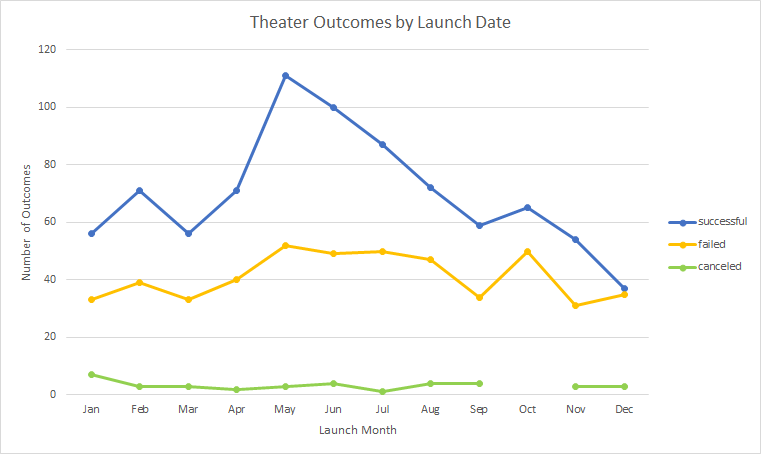 Theater Outcomes by Launch Date
120
100
80
60
40
20
0
Number of Outcomes
Jan Feb Mar Apr May Jun Jul Aug Sep Oct Nov Dec
Launch Month
successful
failed
canceled